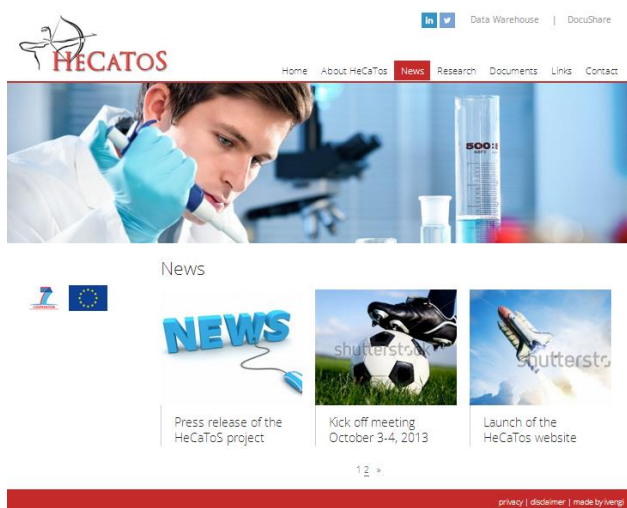 Data Warehouse | DocuShare
HeCatoS
Home About HeCaTos News Research Documents Links Contact
500:1
News
NEWS
shutterstock
shuttersto
Press release of the
HeCaToS project
Kick off meeting
October 3-4, 2013
Launch of the
HeCaTos website
1 2 »
privacy | disclaimer | made by ivengi